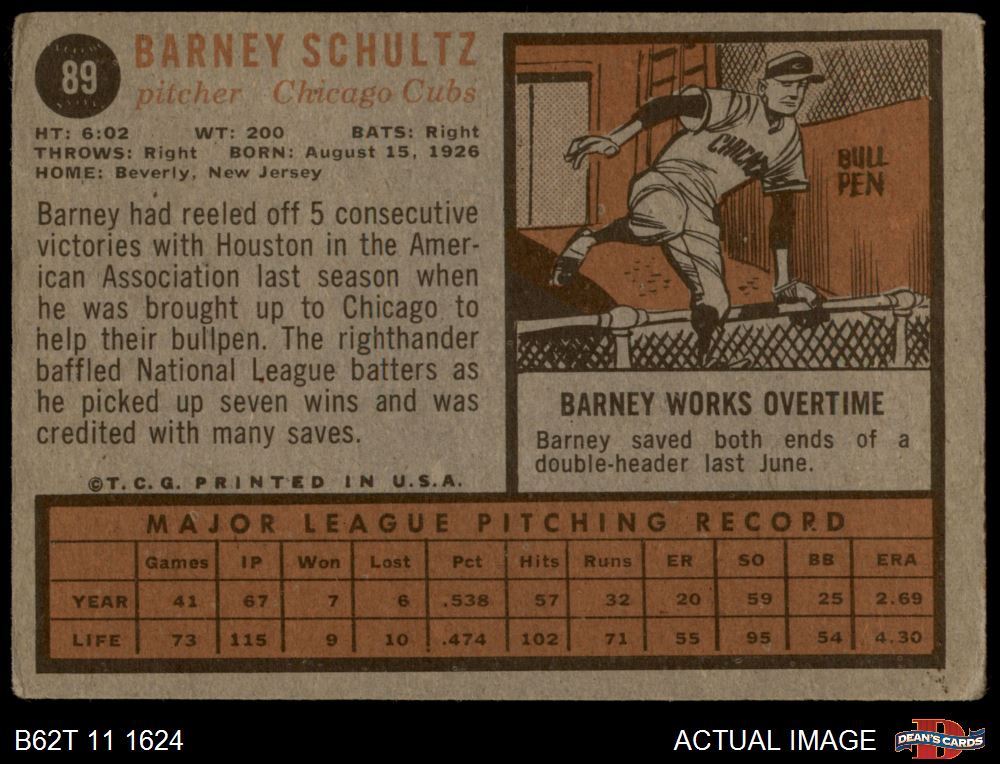 89
BARNEY SCHULTZ
pitcher Chicago Cubs
HT: 6:02 WT: 200 BATS: Right
THROWS: Right BORN: August 15, 1926
HOME: Beverly, New Jersey
Barney had reeled off 5 consecutive
victories with Houston in the Amer-
ican Association last season when
he was brought up to Chicago to
help their bullpen. The righthander
baffled National League batters as
he picked up seven wins and was
credited with many saves.
©T.C.G. PRINTED IN U.S.A.
CHICA
BULL
PEN
BARNEY WORKS OVERTIME
Barney saved both ends of a
double-header last June.
MAJOR LEAGUE PITCHING RECORD
Games IP Won Lost Pct Hits Runs ER SO BB ERA
YEAR 41 67 7 6 .538 57 32 20 59 25 2.69
LIFE 73 115 9 10 .474 102 71 55 95 54 4.30
B62T 11 1624
ACTUAL IMAGE
D
DEAN'S CARDS